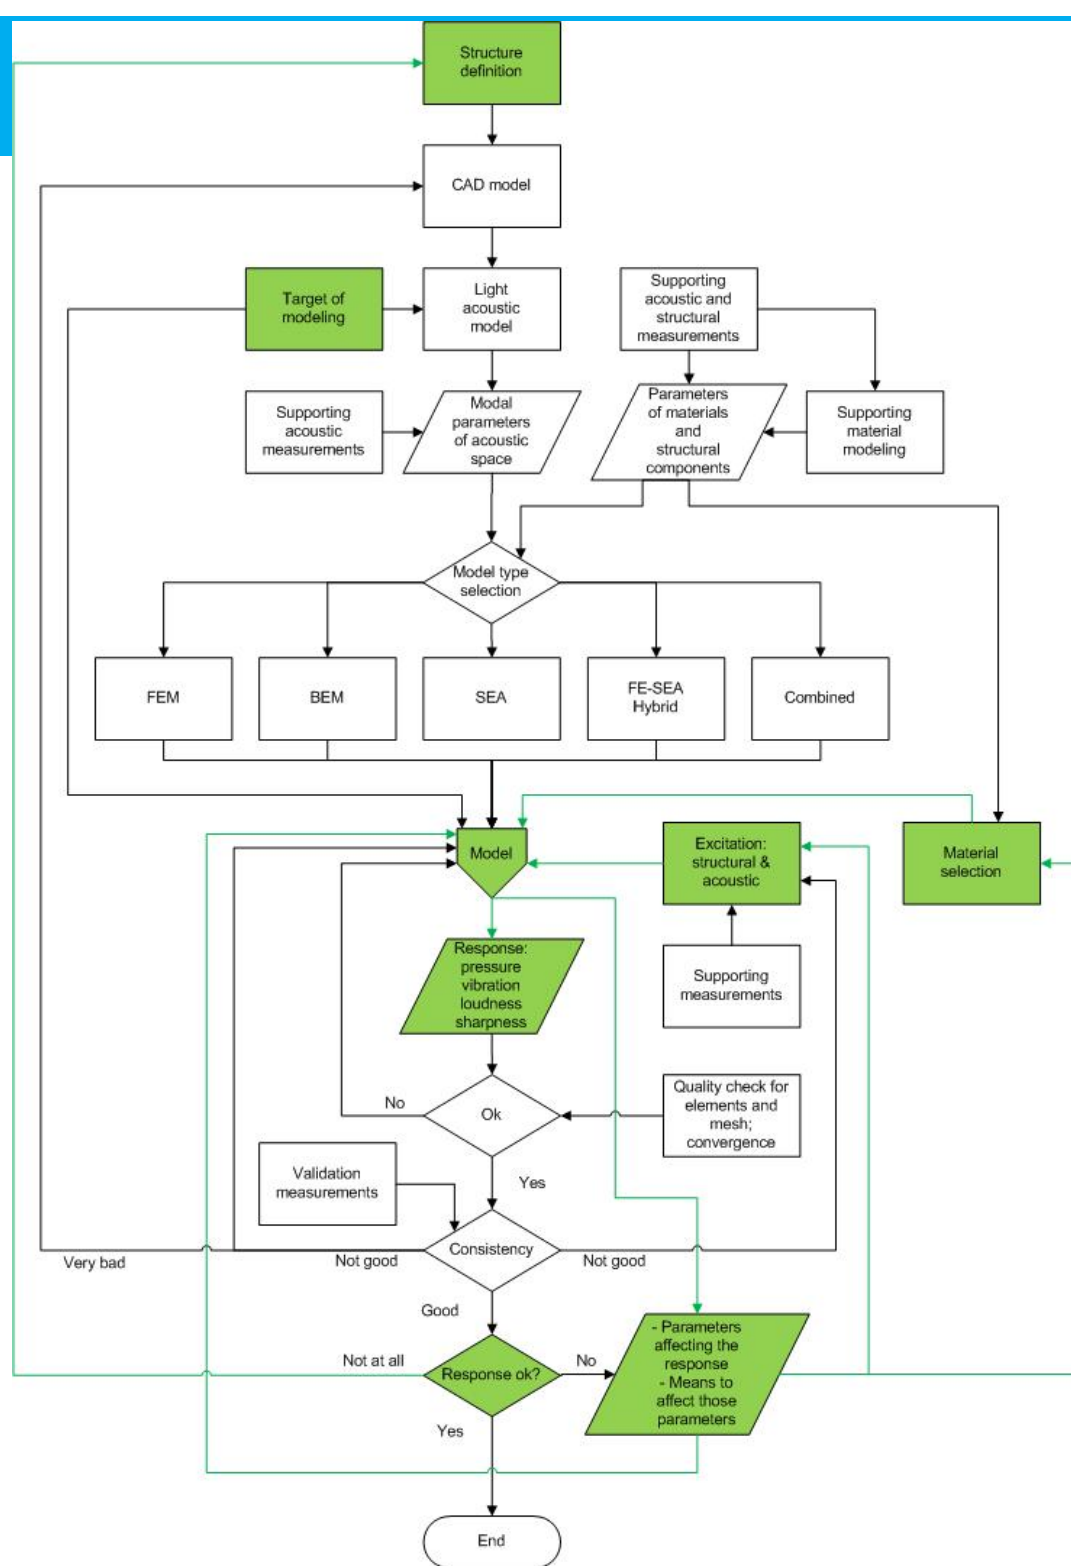 Structure
definition
CAD model
Target of
modeling
Light
acoustic
model
Supporting
acoustic and
structural
measurements
Supporting
acoustic
measurements
Modal
parameters
of acoustic
space
Parameters
of materials
and
structural
components
Supporting
material
modeling
Model type
selection
FEM
BEM
SEA
FE-SEA
Hybrid
Combined
Model
Excitation:
structural &
acoustic
Material
selection
Response:
pressure
vibration
loudness
sharpness
Supporting
measurements
No
Ok
Quality check for
elements and
mesh;
convergence
Yes
Validation
measurements
Consistency
Very bad
Not good
Not good
Good
Not at all
Response ok?
No
- Parameters
affecting the
response
- Means to
affect those
parameters
Yes
End